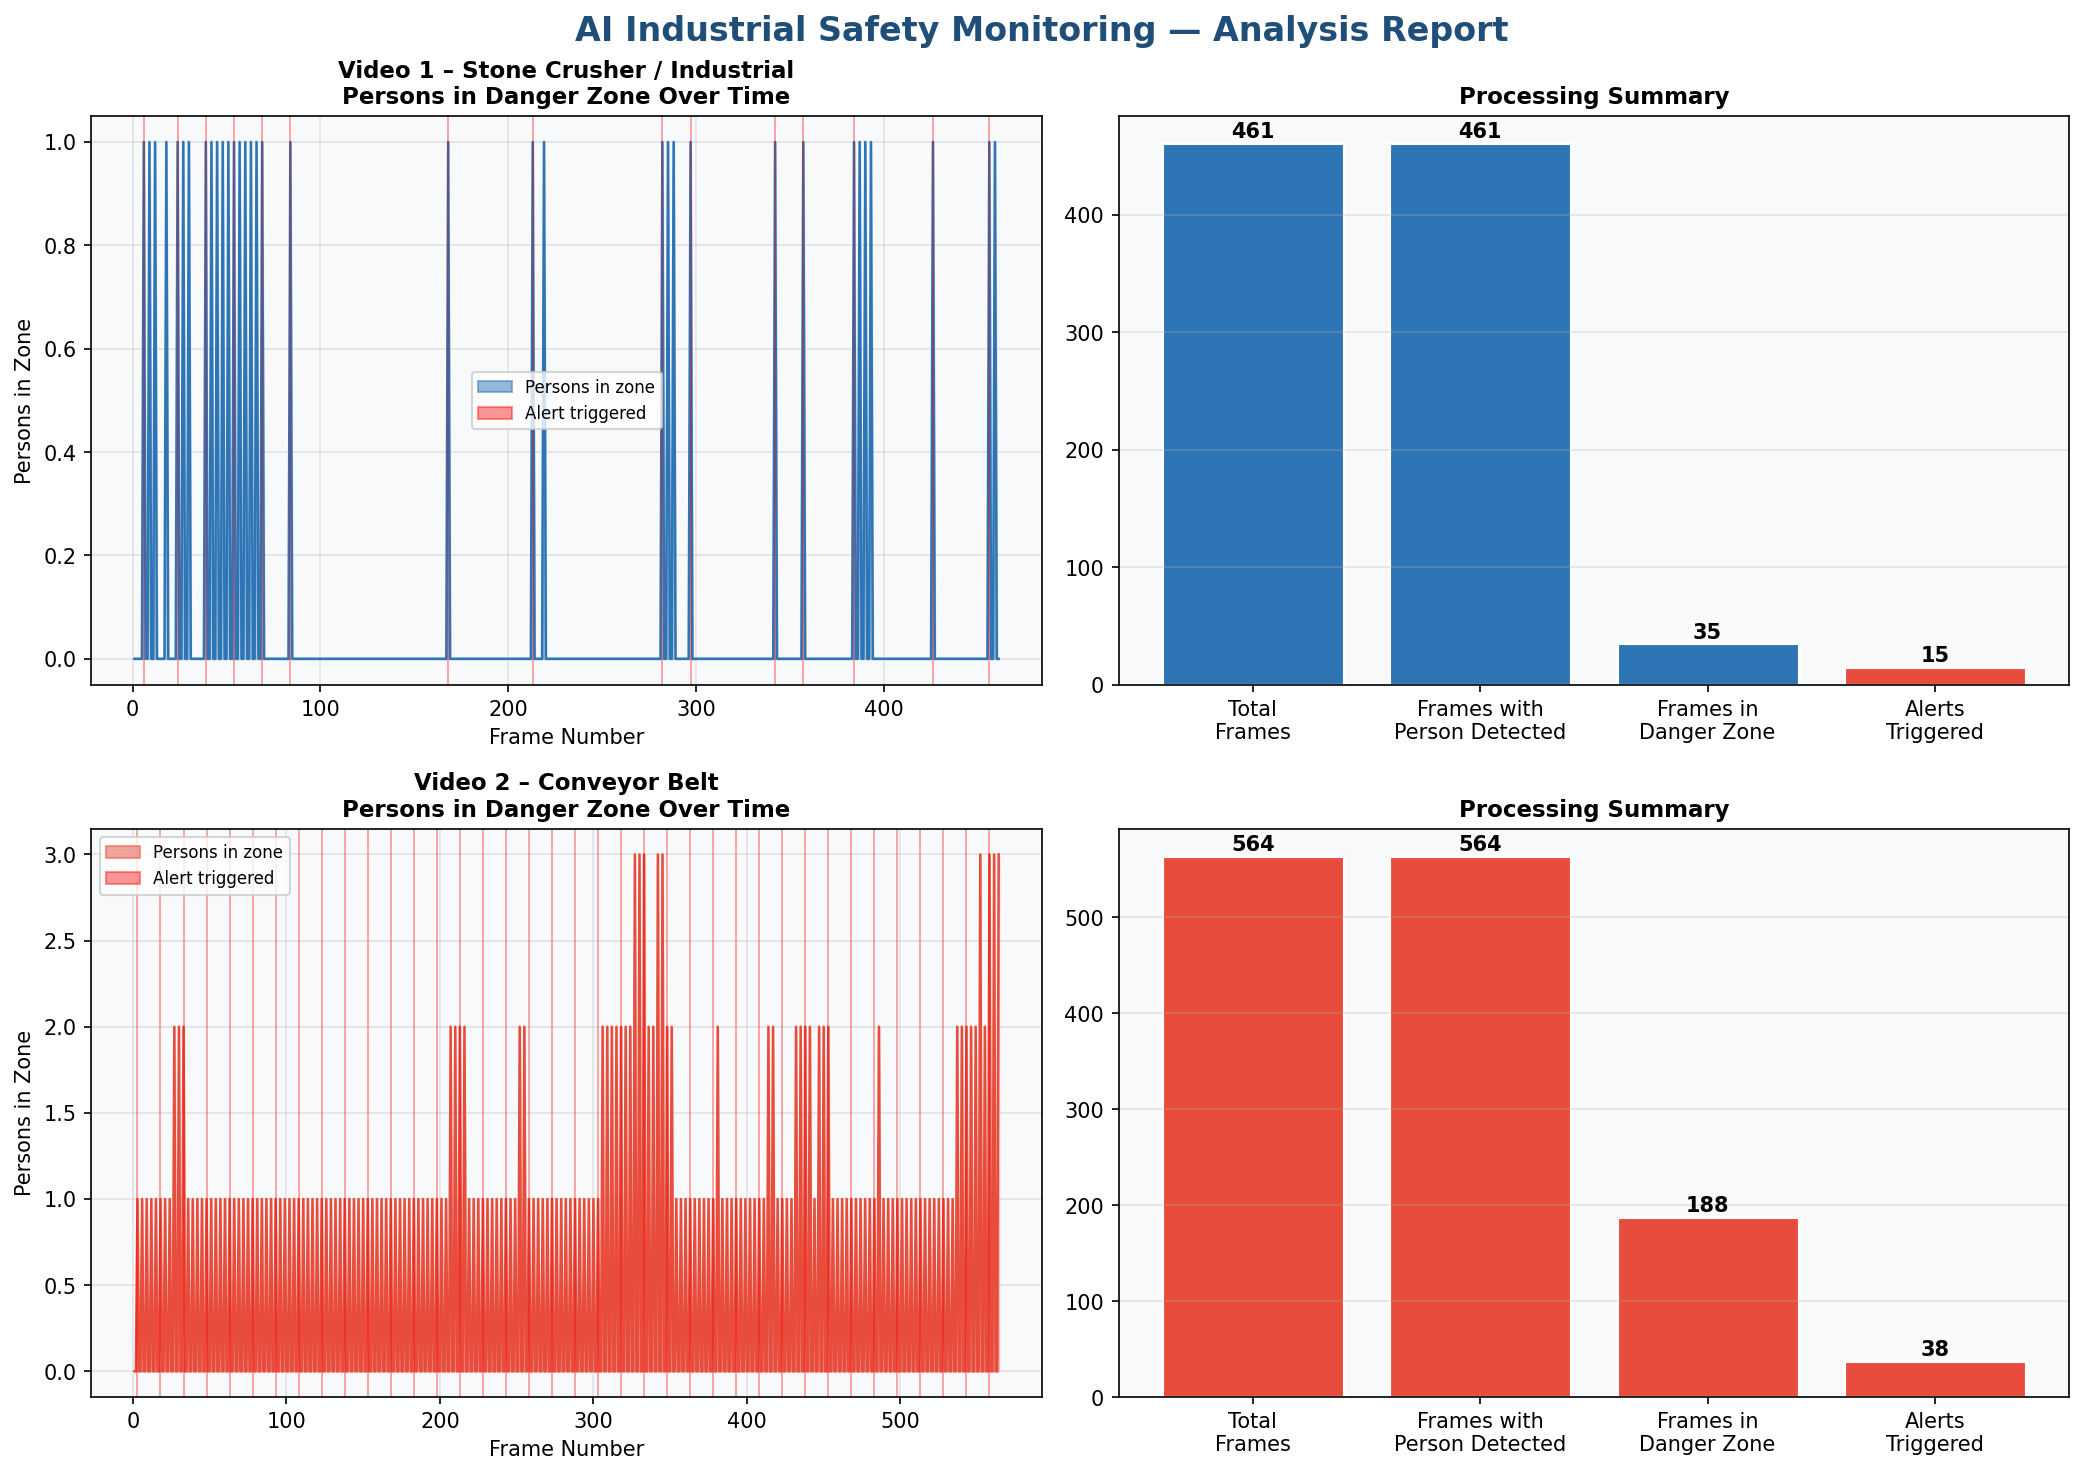 AI Industrial Safety Monitoring — Analysis Report
Video 1 – Stone Crusher / Industrial
Persons in Danger Zone Over Time
Persons in Zone
1.0
0.8
0.6
0.4
0.2
0.0
Persons in zone
Alert triggered
0 100 200 300 400
Frame Number
Processing Summary
461 461 35 15
400
300
200
100
0
Total Frames with Frames in Alerts
Frames Person Detected Danger Zone Triggered
Video 2 – Conveyor Belt
Persons in Danger Zone Over Time
Persons in Zone
3.0
2.5
2.0
1.5
1.0
0.5
0.0
Persons in zone
Alert triggered
0 100 200 300 400 500
Frame Number
Processing Summary
564 564 188 38
500
400
300
200
100
0
Total Frames with Frames in Alerts
Frames Person Detected Danger Zone Triggered